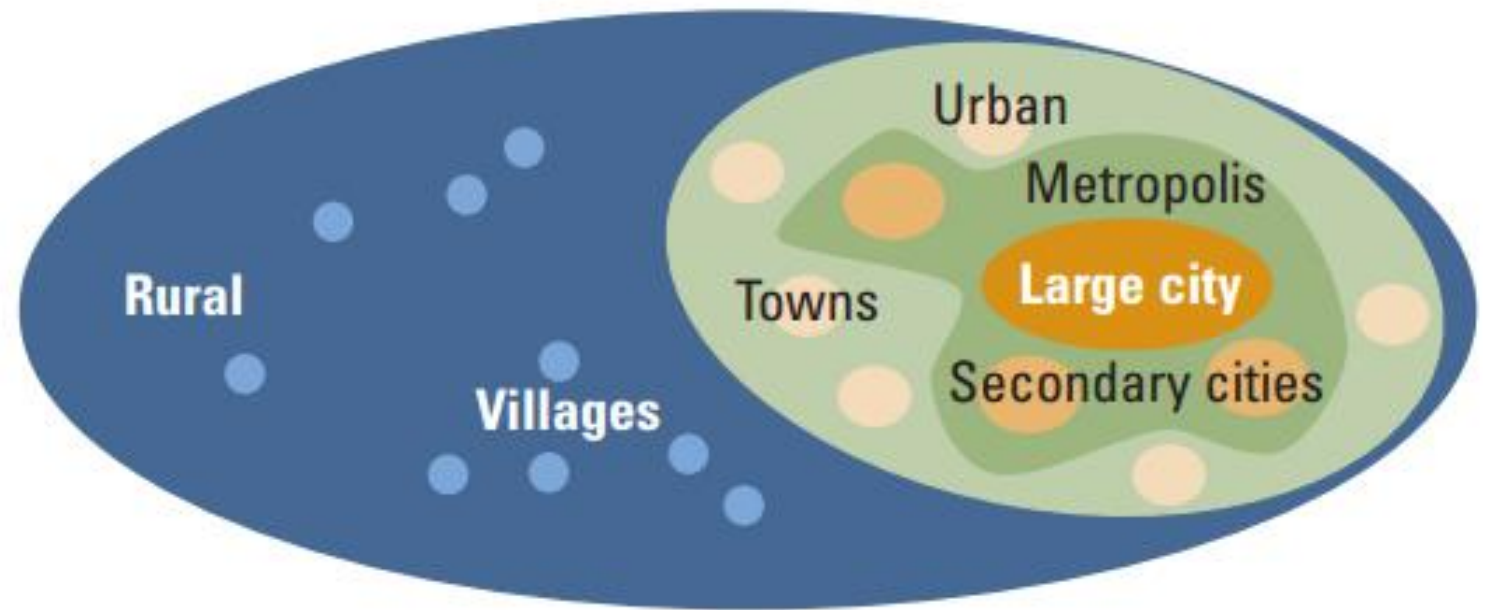 Urban
Metropolis
Rural
Towns
Large city
Secondary cities
Villages